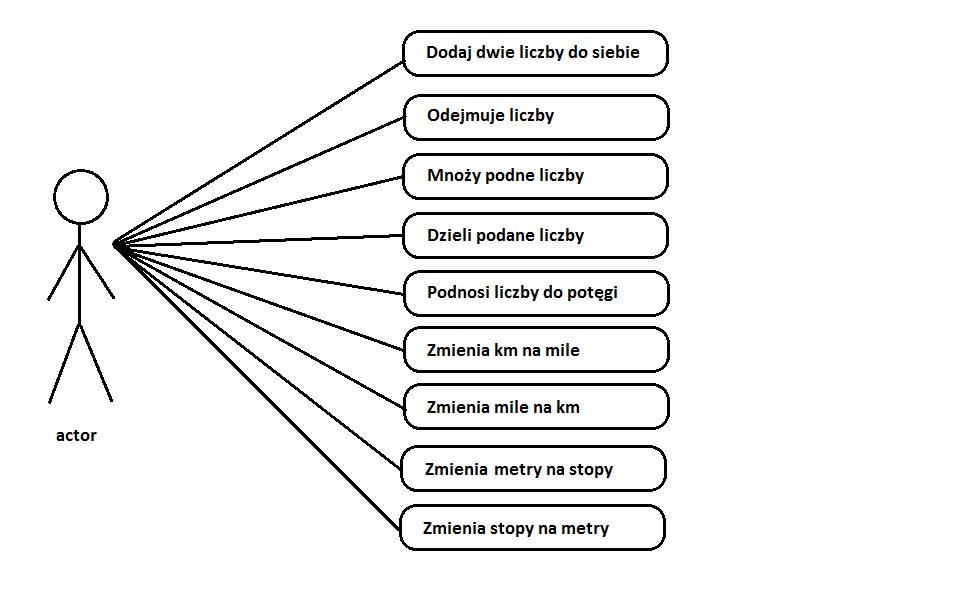 Dodaj dwie liczby do siebie
Odejmuje liczby
Mnoży podne liczby
Dzieli podane liczby
Podnosi liczby do potęgi
Zmienia km na mile
Zmienia mile na km
Zmienia metry na stopy
Zmienia stopy na metry
actor